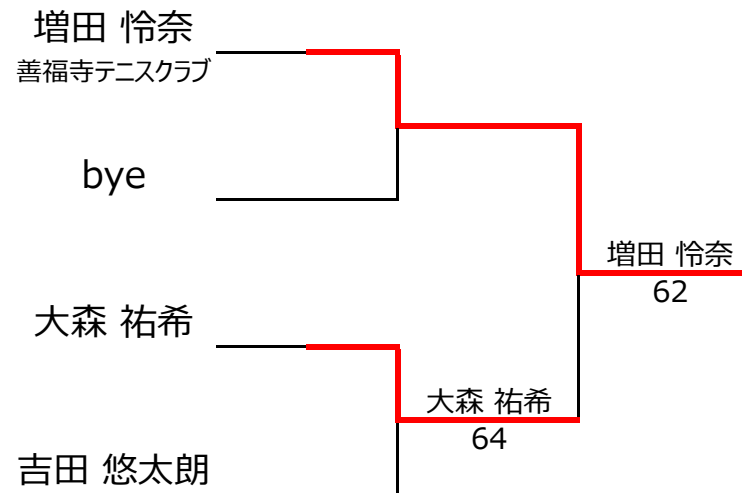 増田 怜奈
善福寺テニスクラブ
bye
増田 怜奈
62
大森 祐希
大森 祐希
64
吉田 悠太朗